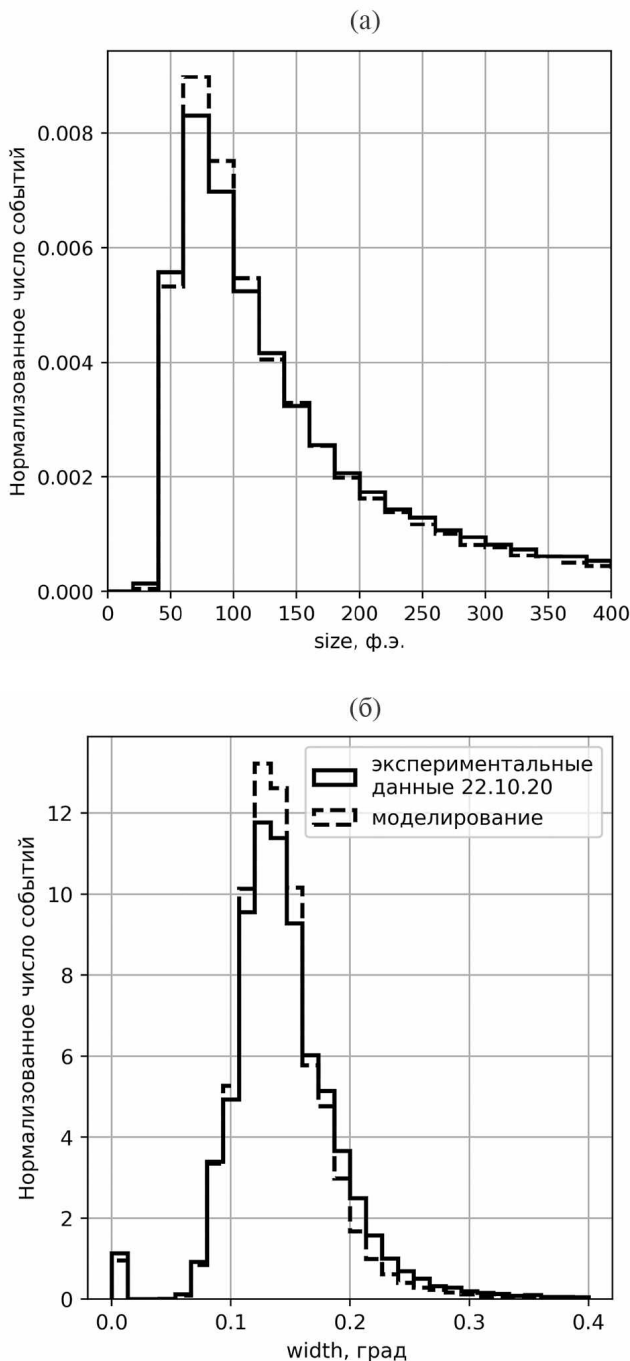 (а)
Нормализованное число событий
0.008
0.006
0.004
0.002
0.000
0 50 100 150 200 250 300 350 400
size, ф.э.
(б)
Нормализованное число событий
экспериментальные
данные 22.10.20
моделирование
12
10
8
6
4
2
0
0.0 0.1 0.2 0.3 0.4
width, град